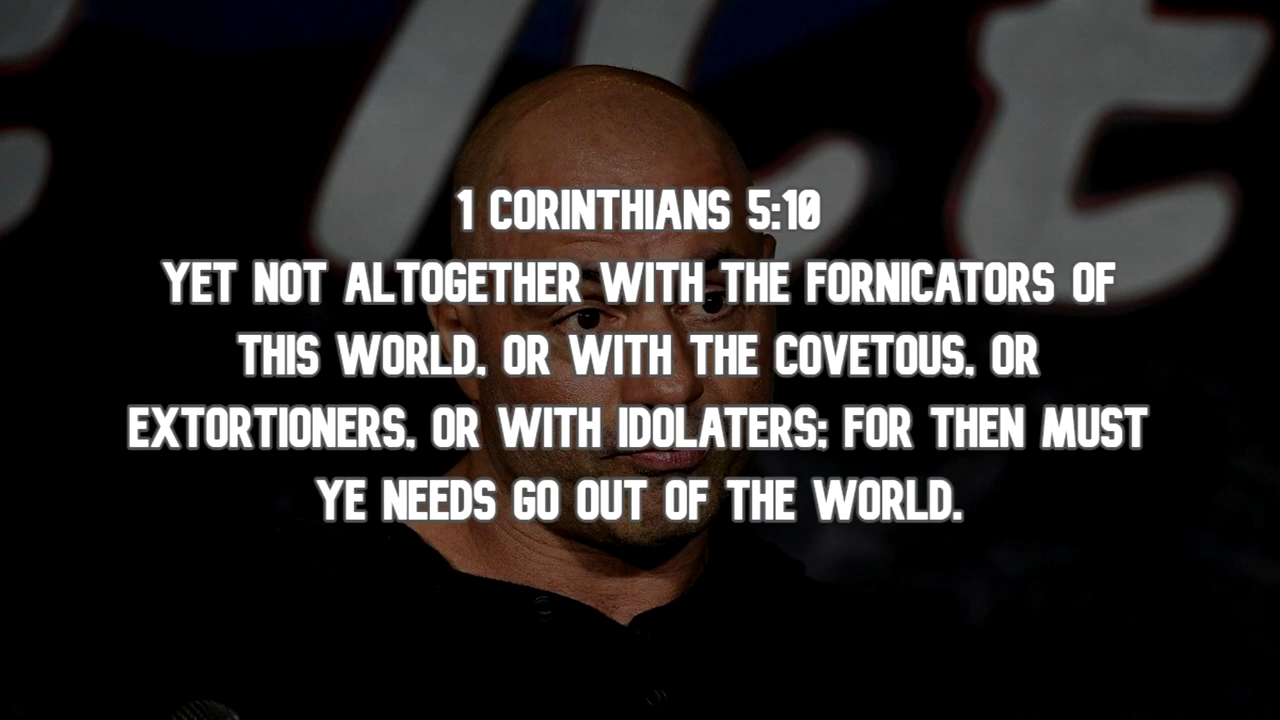 1 CORINTHIANS 5:10
YET NOT ALTOGETHER WITH THE FORNICATORS OF
THIS WORLD, OR WITH THE COVETOUS, OR
EXTORTIONERS, OR WITH IDOLATERS; FOR THEN MUST
YE NEEDS GO OUT OF THE WORLD.